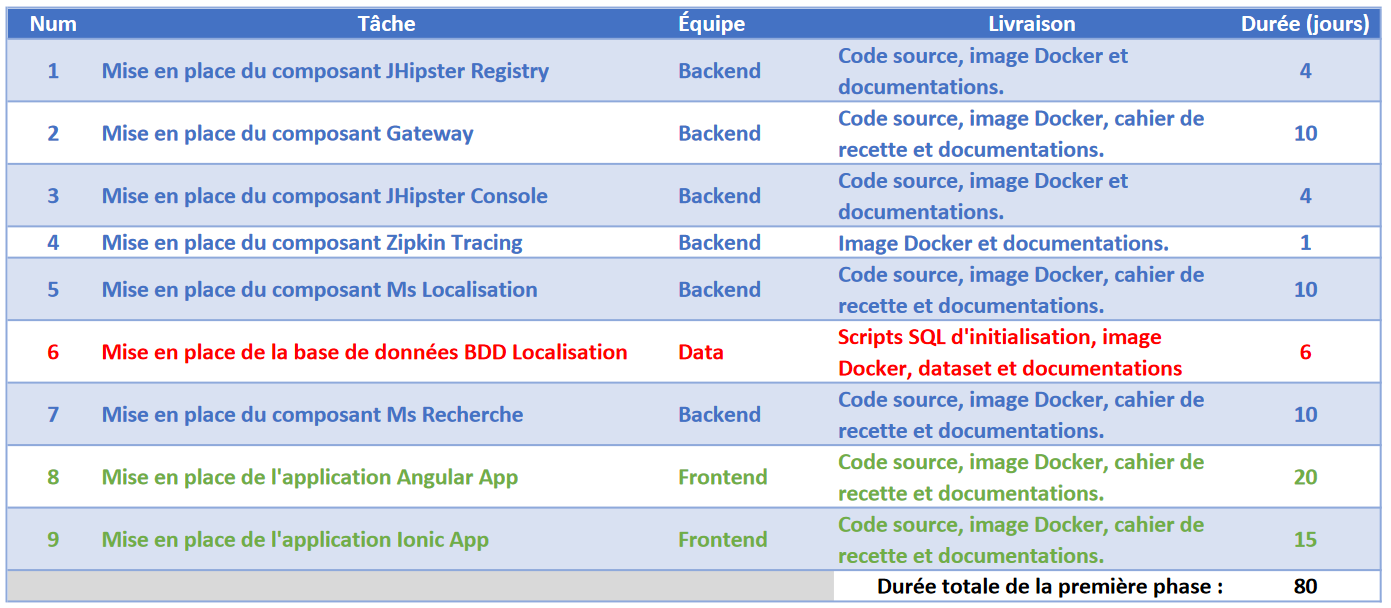 Num Tâche Équipe Livraison Durée (jours)
1 Mise en place du composant JHipster Registry Backend Code source, image Docker et
documentations. 4
2 Mise en place du composant Gateway Backend Code source, image Docker, cahier de
recette et documentations. 10
3 Mise en place du composant JHipster Console Backend Code source, image Docker et
documentations. 4
4 Mise en place du composant Zipkin Tracing Backend Image Docker et documentations. 1
5 Mise en place du composant Ms Localisation Backend Code source, image Docker, cahier de
recette et documentations. 10
6 Mise en place de la base de données BDD Localisation Data Scripts SQL d'initialisation, image
Docker, dataset et documentations 6
7 Mise en place du composant Ms Recherche Backend Code source, image Docker, cahier de
recette et documentations. 10
8 Mise en place de l'application Angular App Frontend Code source, image Docker, cahier de
recette et documentations. 20
9 Mise en place de l'application Ionic App Frontend Code source, image Docker, cahier de
recette et documentations. 15
Durée totale de la première phase : 80